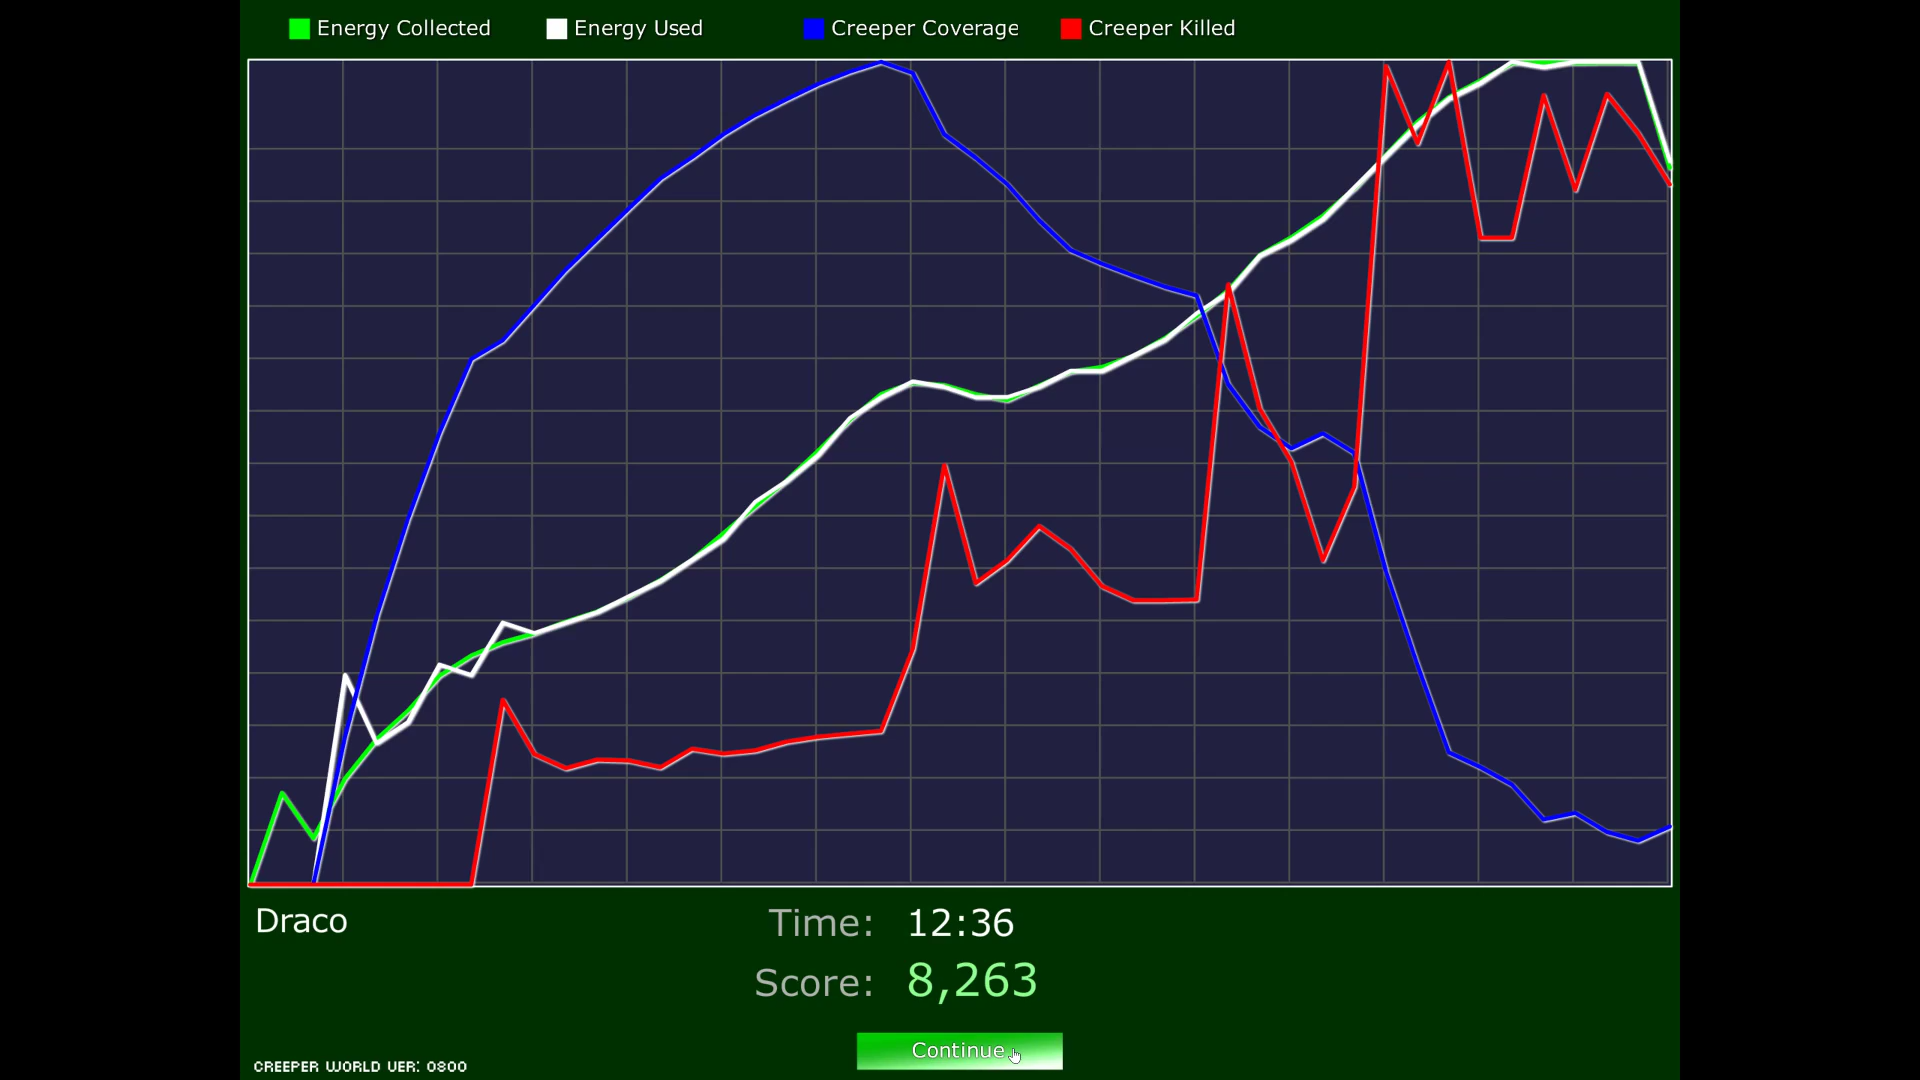 Energy Collected Energy Used Creeper Coverage Creeper Killed
Draco
Time: 12:36
Score: 8,263
Continue
CREEPER WORLD VER: 0800